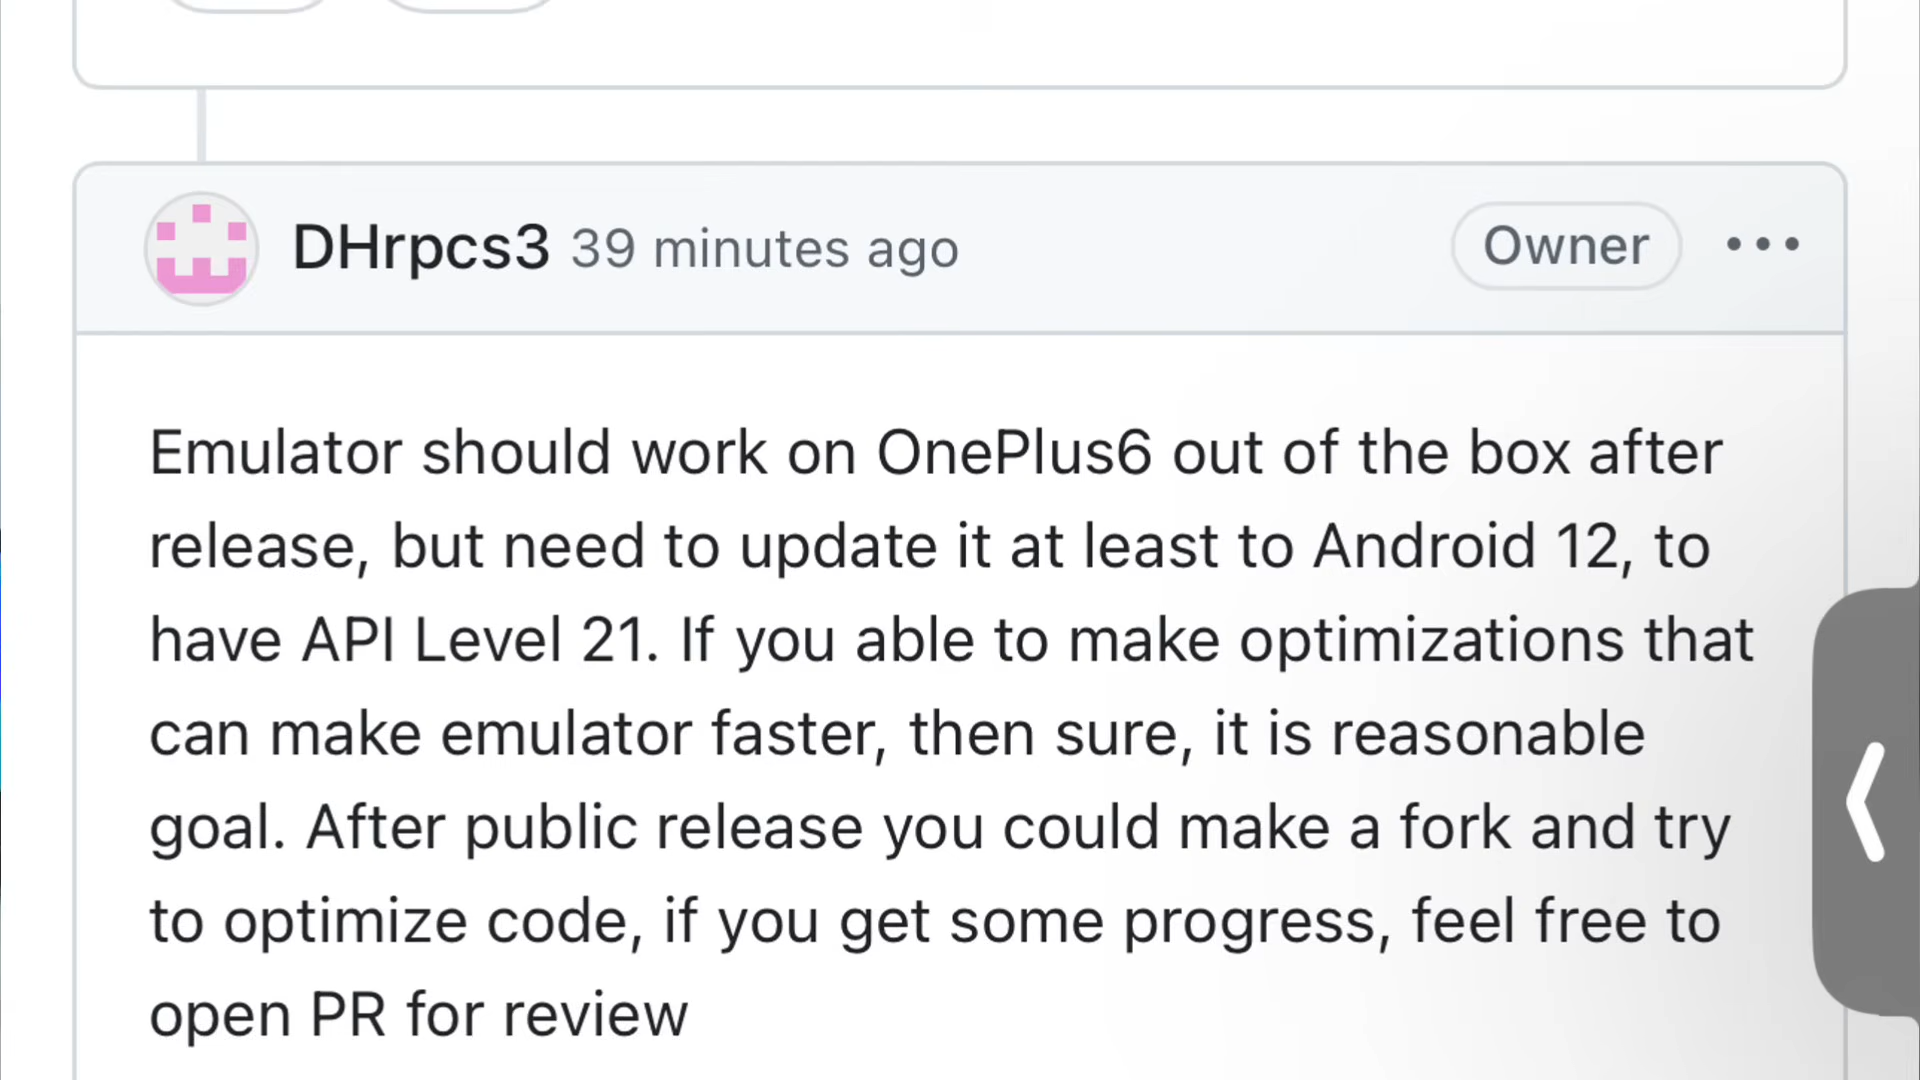 DHrpcs3 39 minutes ago Owner
Emulator should work on OnePlus6 out of the box after
release, but need to update it at least to Android 12, to
have API Level 21. If you able to make optimizations that
can make emulator faster, then sure, it is reasonable
goal. After public release you could make a fork and try
to optimize code, if you get some progress, feel free to
open PR for review